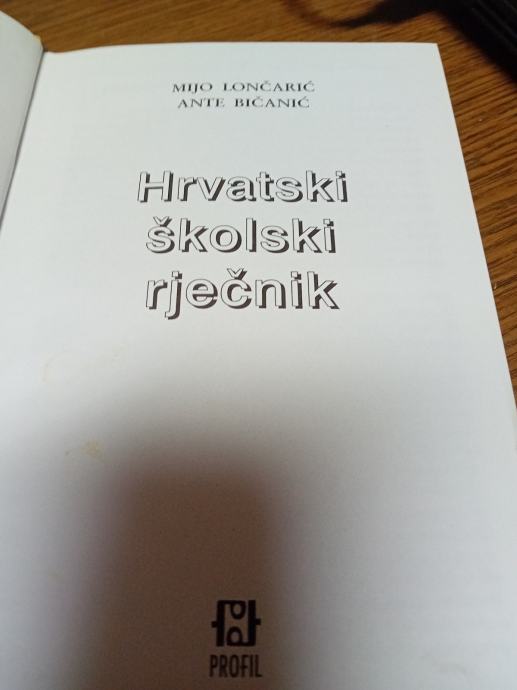 MIJO LONČARIĆ
ANTE BIČANIĆ
Hrvatski
školski
rječnik
PROFIL